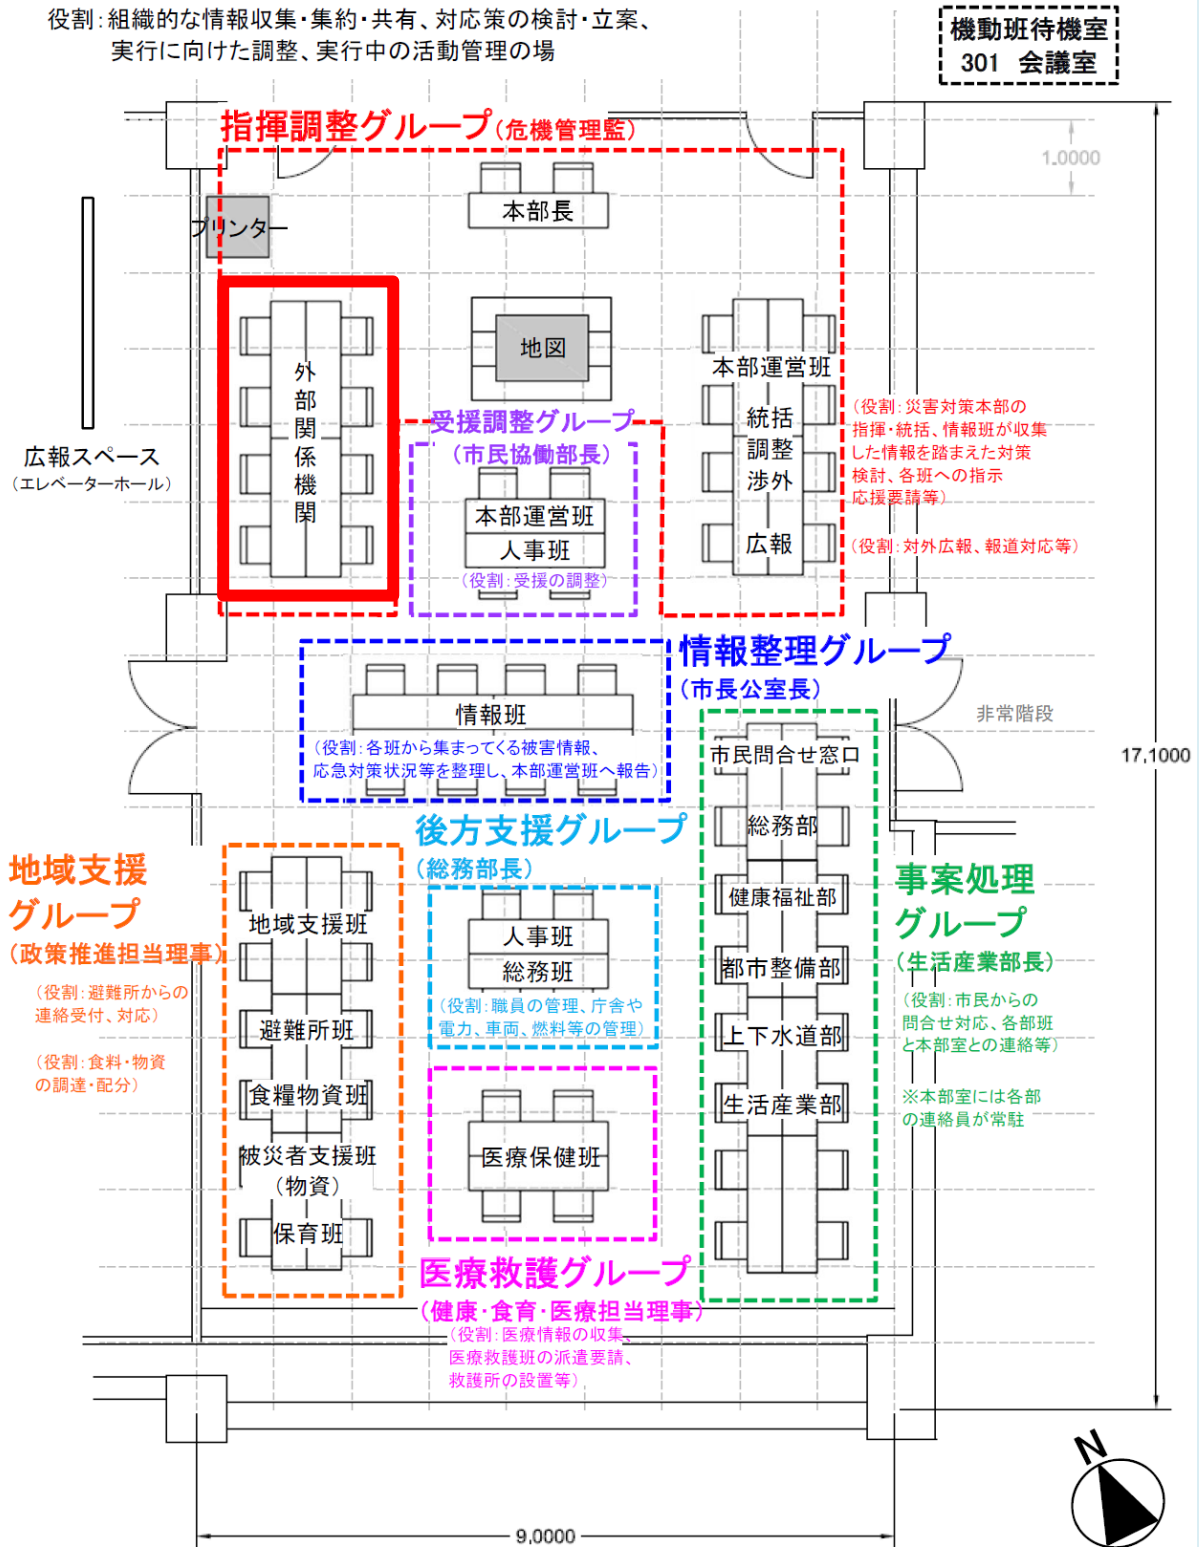 役割：組織的な情報収集・集約・共有、対応策の検討・立案、
実行に向けた調整、実行中の活動管理の場
機動班待機室
301　会議室
指揮調整グループ(危機管理監)
1.0000
本部長
プリンター
地図
外部関係機関
本部運営班
統括
調整
渉外
広報
（役割：災害対策本部の
指揮・統括、情報班が収集
した情報を踏まえた対策
検討、各班への指示
応援要請等）
（役割：対外広報、報道対応等）
広報スペース
（エレベーターホール）
受援調整グループ
（市民協働部長）
本部運営班
人事班
（役割：受援の調整）
情報整理グループ
（市長公室長）
情報班
（役割：各班から集まってくる被害情報、
応急対策状況等を整理し、本部運営班へ報告）
非常階段
17,1000
市民問合せ窓口
総務部
健康福祉部
都市整備部
上下水道部
生活産業部
事案処理
グループ
（生活産業部長）
（役割：市民からの
問合せ対応、各部班
と本部室との連絡等）
※本部室には各部
の連絡員が常駐
後方支援グループ
（総務部長）
人事班
総務班
（役割：職員の管理、庁舎や
電力、車両、燃料等の管理）
地域支援
グループ
（政策推進担当理事）
（役割：避難所からの
連絡受付、対応）
（役割：食料・物資
の調達・配分）
地域支援班
避難所班
食糧物資班
被災者支援班
（物資）
保育班
医療保健班
医療救護グループ
（健康・食育・医療担当理事）
（役割：医療情報の収集、
医療救護班の派遣要請、
救護所の設置等）
N
9,0000